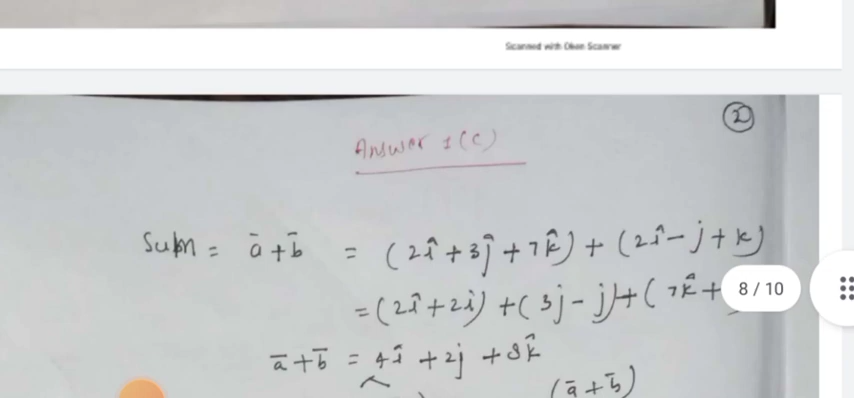 Scanned with Oken Scanner
②
Answer 1(c)
Sum = a̅ + b̅ = (2î + 3ĵ + 7k̂) + (2î - j + k)
= (2î + 2i) + (3j - j) + (7k̂ +
8 / 10
a̅ + b̅ = 4î + 2j + 8k̂
(a̅ + b̅)